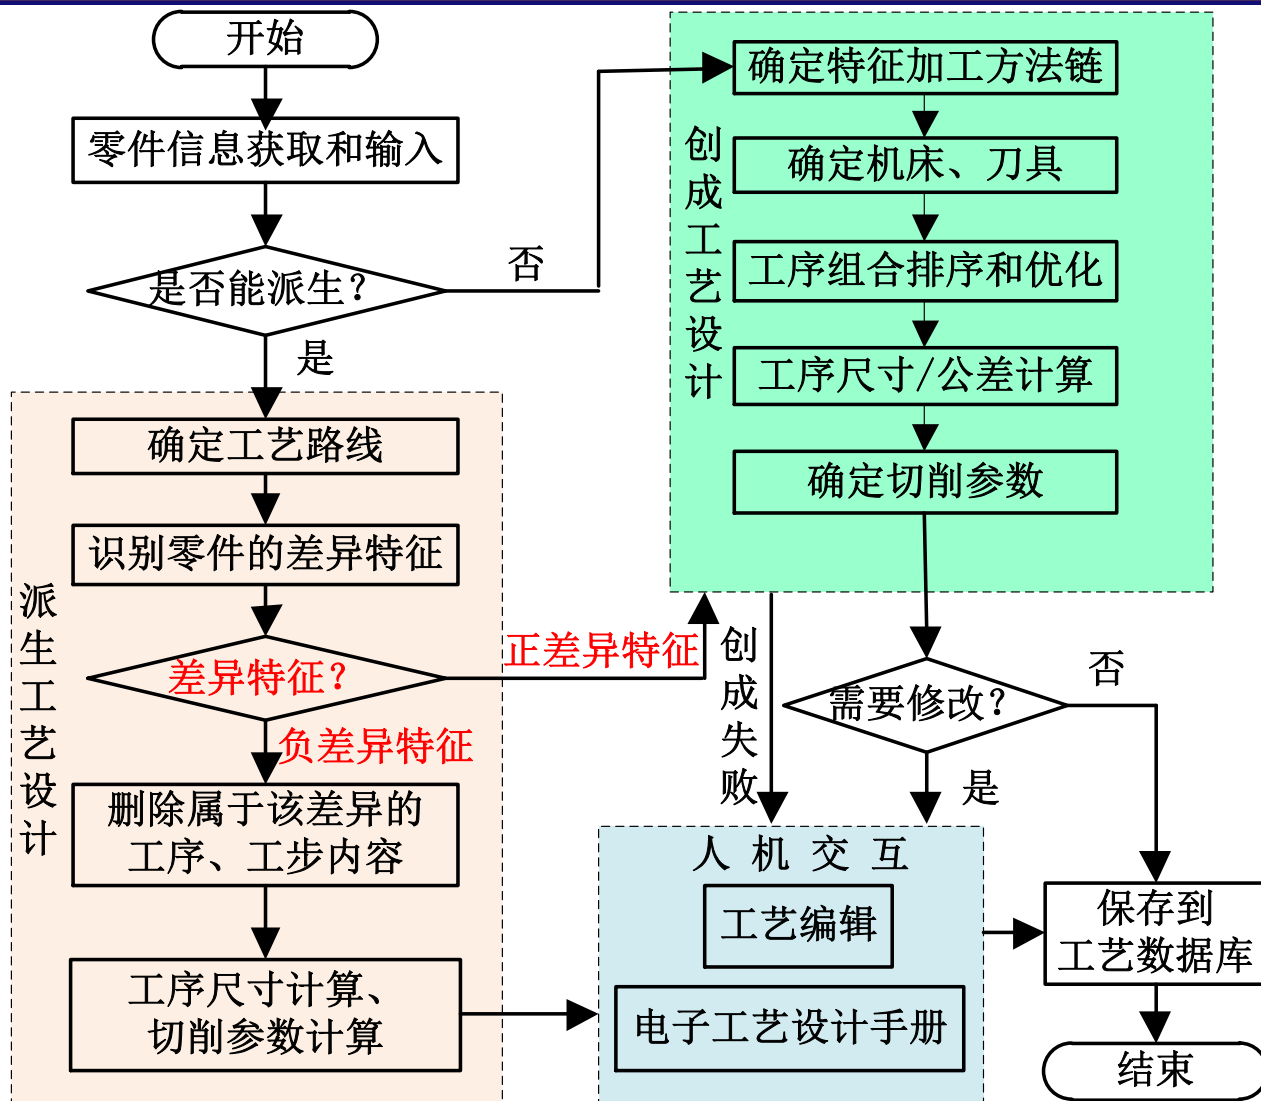 开始
零件信息获取和输入
是否能派生？
否
是
派生工艺设计
确定工艺路线
识别零件的差异特征
差异特征？
正差异特征
负差异特征
删除属于该差异的
工序、工步内容
工序尺寸计算、
切削参数计算
创成工艺设计
确定特征加工方法链
确定机床、刀具
工序组合排序和优化
工序尺寸/公差计算
确定切削参数
创成失败
需要修改？
否
是
人机交互
工艺编辑
电子工艺设计手册
保存到
工艺数据库
结束